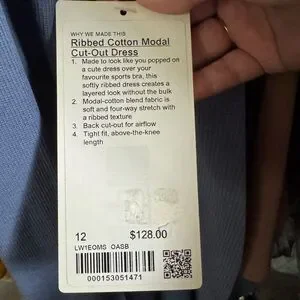 WHY WE MADE THIS
Ribbed Cotton Modal
Cut-Out Dress
1. Made to look like you popped on
a cute dress over your
favourite sports bra, this
softly ribbed dress creates a
layered look without the bulk
2. Modal-cotton blend fabric is
soft and four-way stretch with
a ribbed texture
3. Back cut-out for airflow
4. Tight fit, above-the-knee
length
12 $128.00
LW1EOMS OASB
000153051471